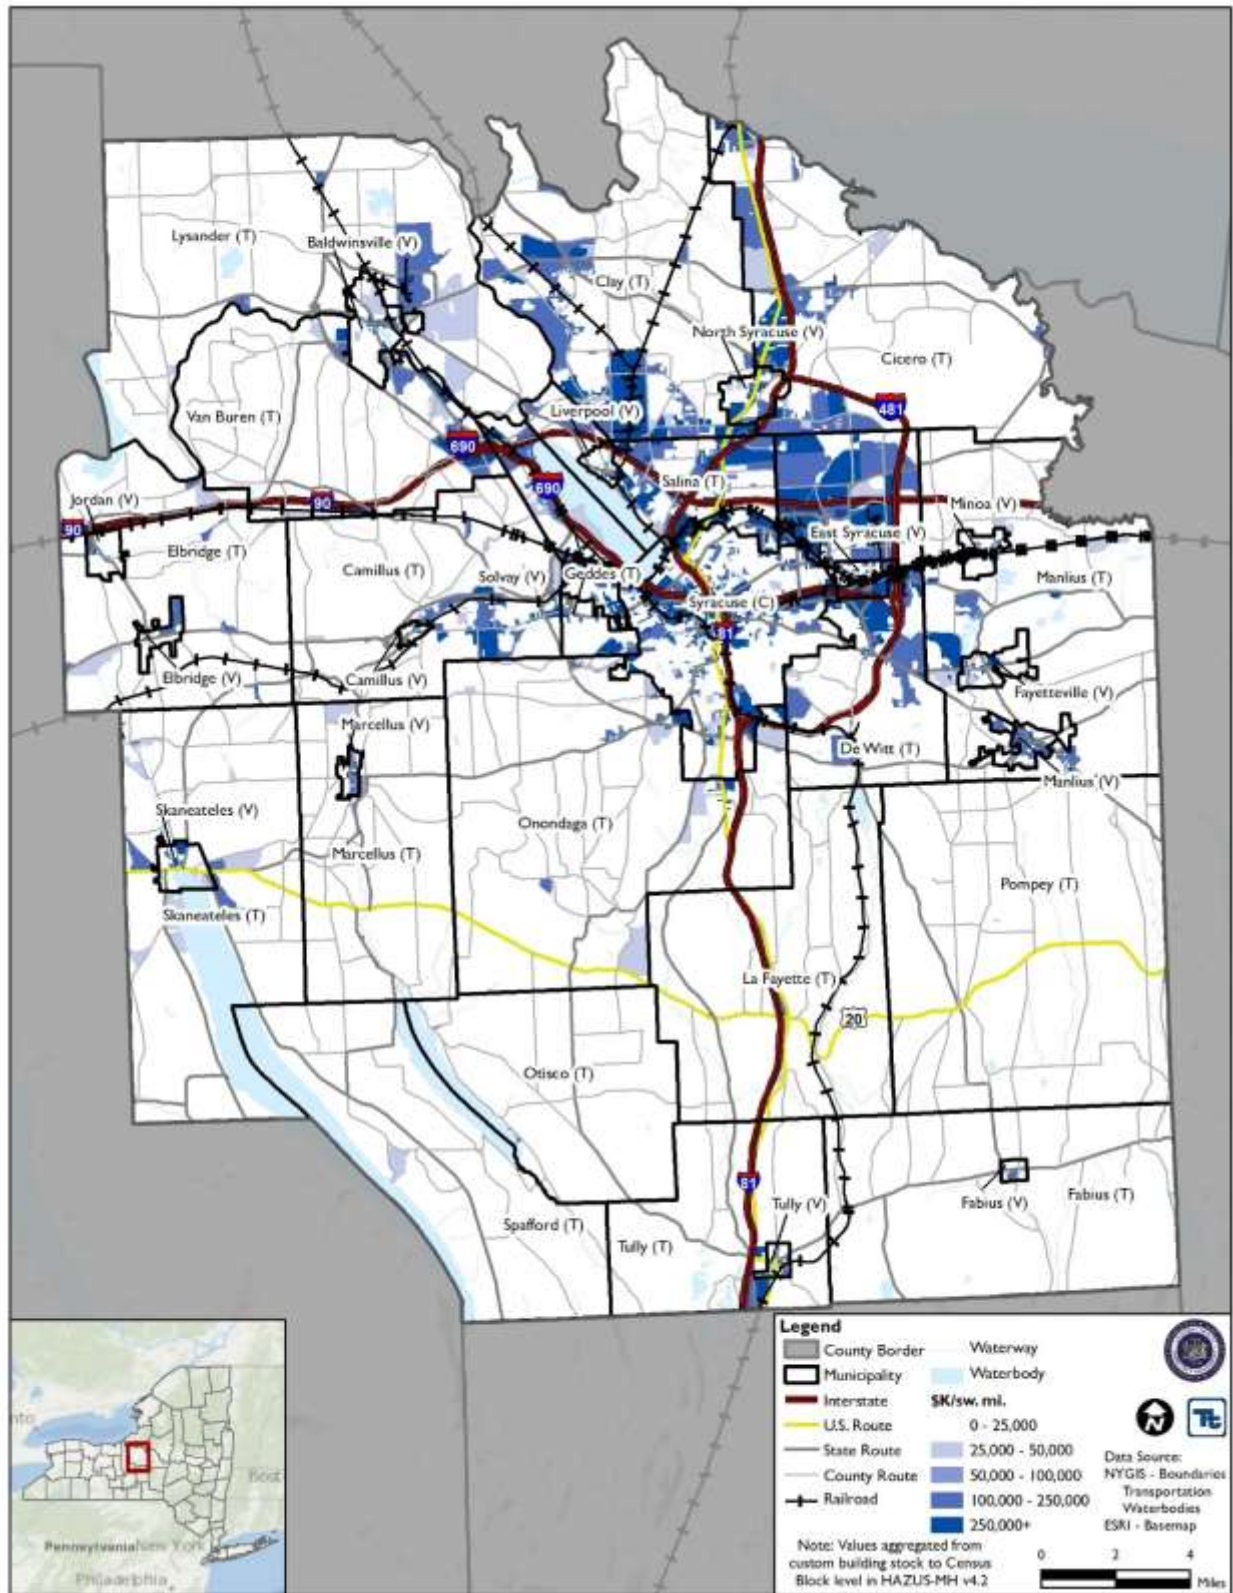 Lysander (T)
Baldwinsville (V)
Clay (T)
North Syracuse (V)
Cicero (T)
Van Buren (T)
Liverpool (V)
481
690
690
Salina (T)
Jordan (V)
90
90
Minoa (V)
East Syracuse (V)
Elbridge (T)
Camillus (T)
Solvay (V)
Geddes (T)
Manlius (T)
Syracuse (C)
81
Elbridge (V)
Camillus (V)
Fayetteville (V)
Marcellus (V)
De Witt (T)
Manlius (V)
Skaneateles (V)
Onondaga (T)
Marcellus (T)
Pompey (T)
Skaneateles (T)
La Fayette (T)
20
Otisco (T)
81
Tully (V)
Fabius (V)
Fabius (T)
Spafford (T)
Tully (T)
Legend
County Border
Municipality
Interstate
U.S. Route
State Route
County Route
Railroad
Waterway
Waterbody
$K/sw. mi.
0 - 25,000
25,000 - 50,000
50,000 - 100,000
100,000 - 250,000
250,000+
N
Tt
Data Source:
NYGIS - Boundaries
Transportation
Waterbodies
ESRI - Basemap
Note: Values aggregated from
custom building stock to Census
Block level in HAZUS-MH v4.2
0 2 4
Miles
nto
Bost
Pennsylvania
New York
Philadelphia